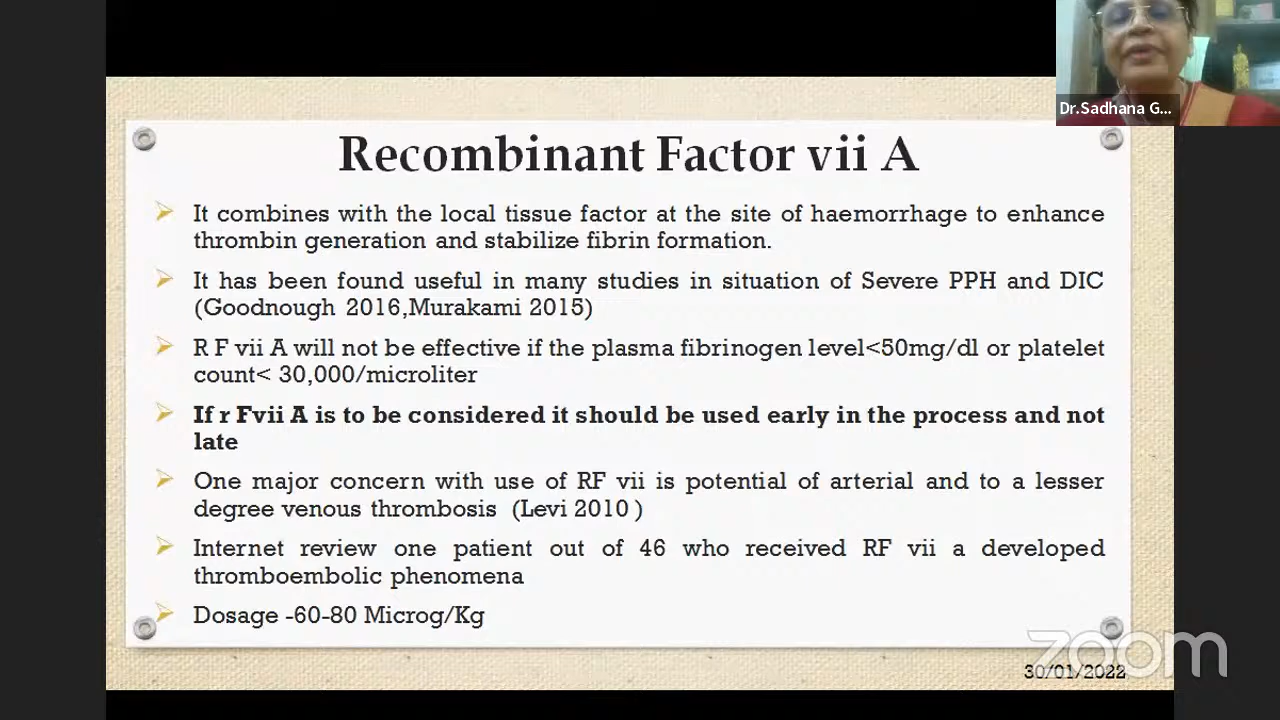 Dr.Sadhana G...
Recombinant Factor vii A
It combines with the local tissue factor at the site of haemorrhage to enhance
thrombin generation and stabilize fibrin formation.
It has been found useful in many studies in situation of Severe PPH and DIC
(Goodnough 2016,Murakami 2015)
R F vii A will not be effective if the plasma fibrinogen level<50mg/dl or platelet
count< 30,000/microliter
If r Fvii A is to be considered it should be used early in the process and not
late
One major concern with use of RF vii is potential of arterial and to a lesser
degree venous thrombosis (Levi 2010 )
Internet review one patient out of 46 who received RF vii a developed
thromboembolic phenomena
Dosage -60-80 Microg/Kg
zoom
30/01/2022